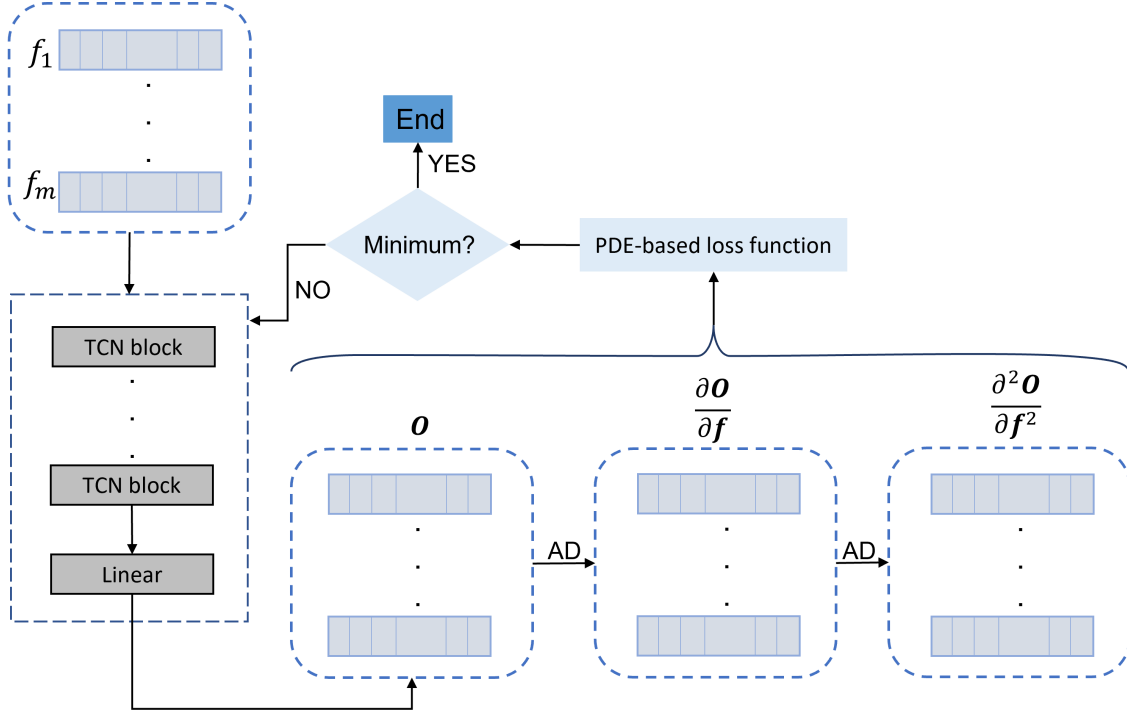 f₁
.
.
.
fₘ
End
YES
Minimum?
PDE-based loss function
NO
TCN block
.
.
.
TCN block
Linear
O
∂O
∂f
∂²O
∂f²
.
.
.
AD
.
.
.
AD
.
.
.